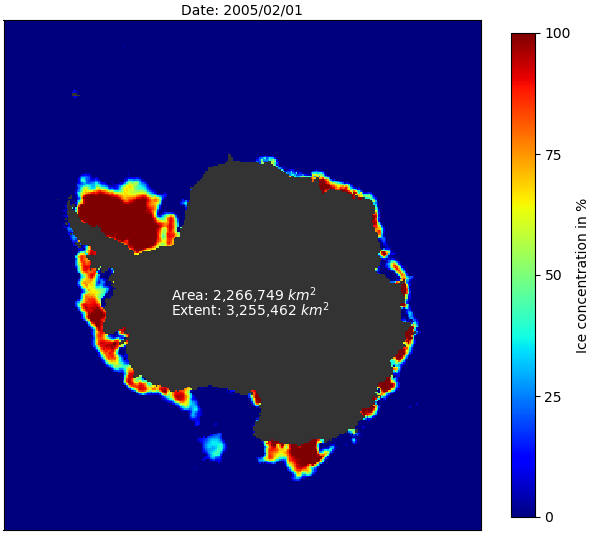 Date: 2005/02/01
100
75
50
25
0
Ice concentration in %
Area: 2,266,749 km²
Extent: 3,255,462 km²